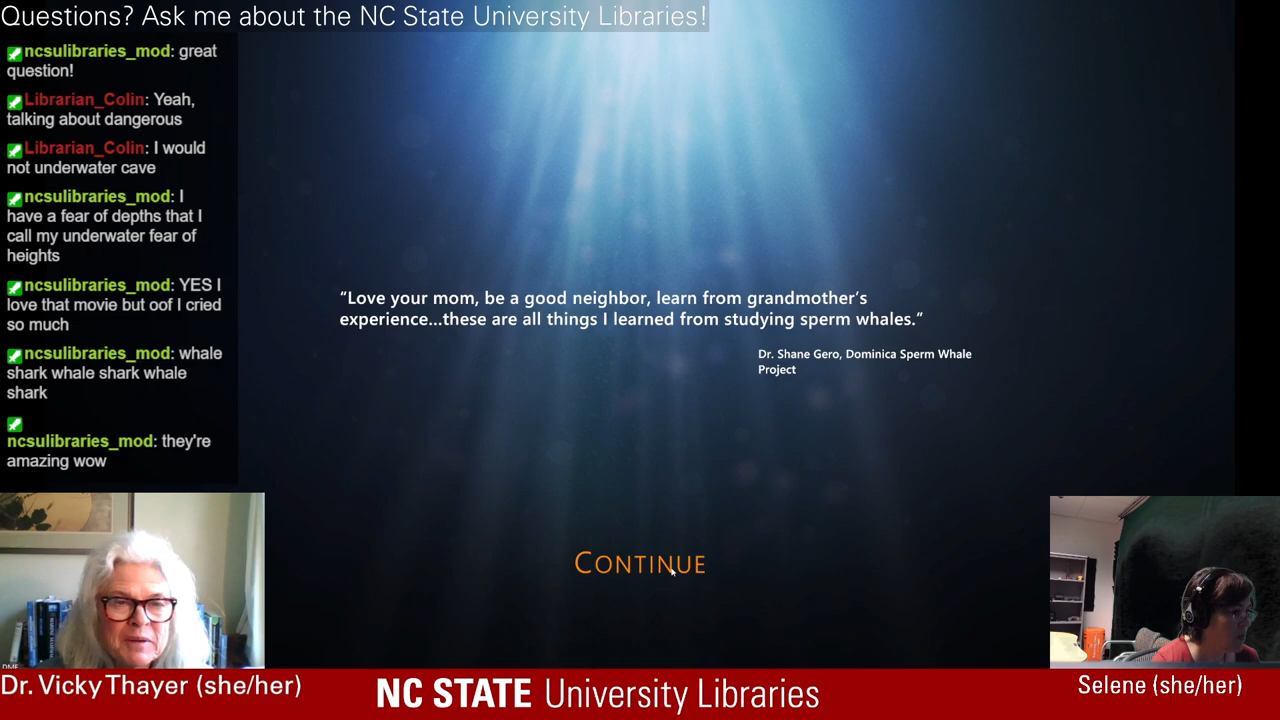 Questions? Ask me about the NC State University Libraries!
ncsulibraries_mod: great
question!
Librarian_Colin: Yeah,
talking about dangerous
Librarian_Colin: I would
not underwater cave
ncsulibraries_mod: I
have a fear of depths that I
call my underwater fear of
heights
ncsulibraries_mod: YES I
love that movie but oof I cried
so much
ncsulibraries_mod: whale
shark whale shark whale
shark
ncsulibraries_mod: they're
amazing wow
“Love your mom, be a good neighbor, learn from grandmother’s
experience...these are all things I learned from studying sperm whales.”
Dr. Shane Gero, Dominica Sperm Whale
Project
CONTINUE
Dr. Vicky Thayer (she/her)
NC STATE University Libraries
Selene (she/her)